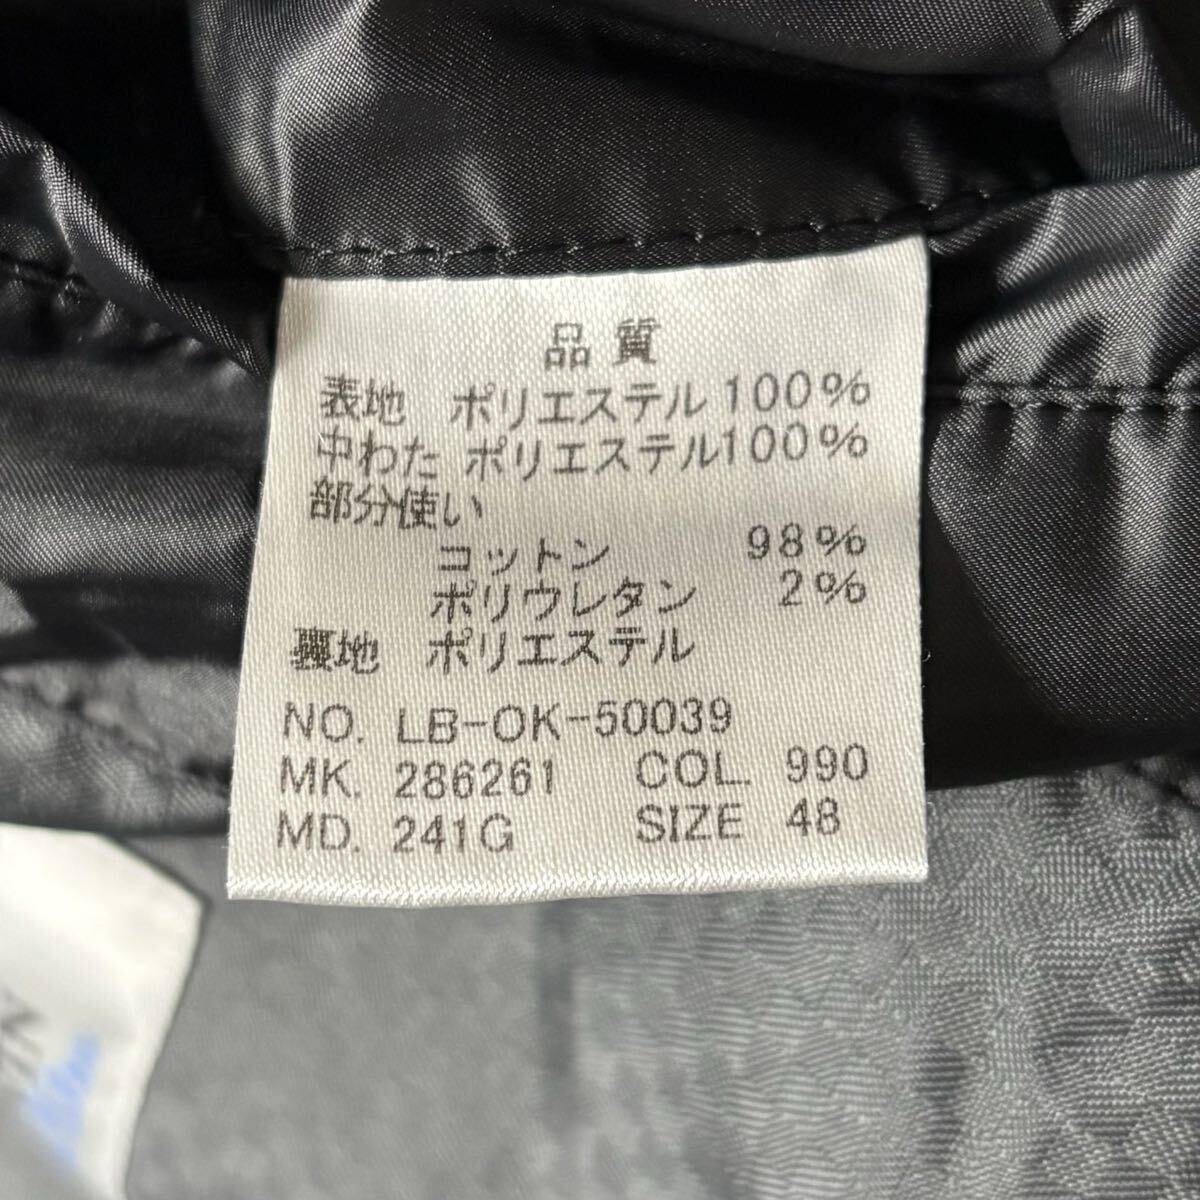 品質
表地 ポリエステル 100%
中わた ポリエステル100%
部分使い
コットン 98%
ポリウレタン 2%
裏地 ポリエステル
NO. LB-OK-50039
MK. 286261 COL. 990
MD. 241G SIZE 48